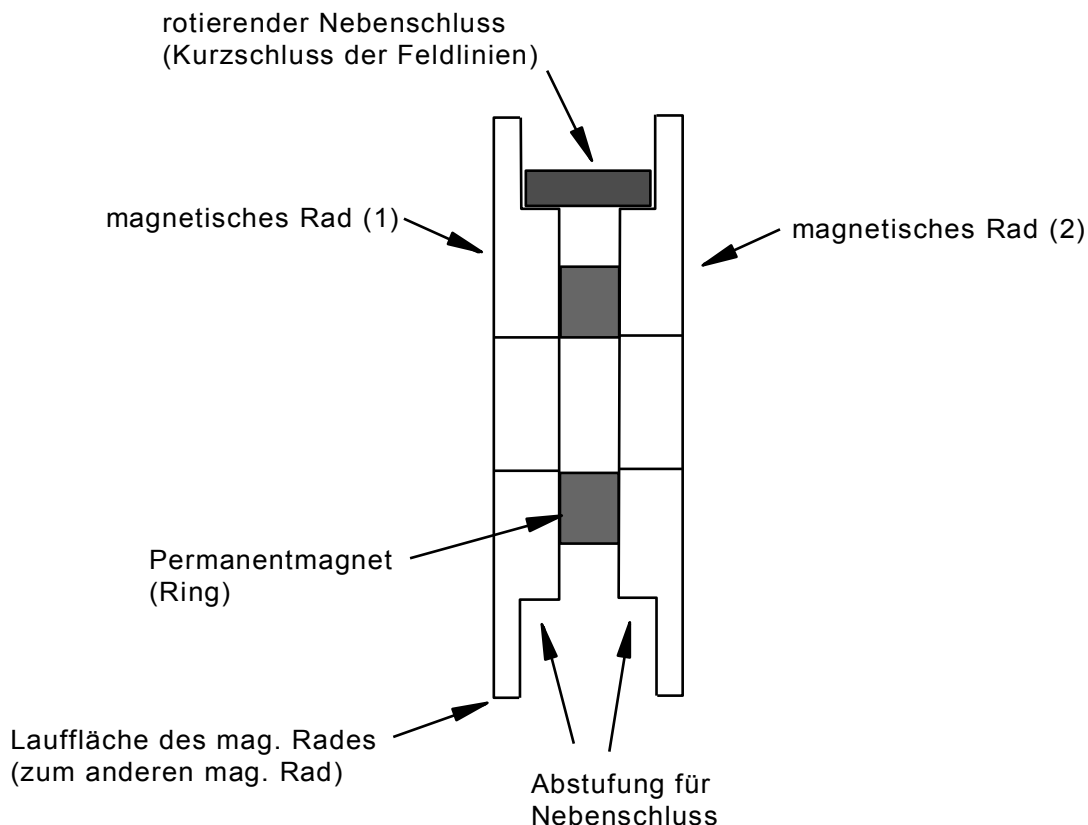 rotierender Nebenschluss
(Kurzschluss der Feldlinien)
magnetisches Rad (1)
magnetisches Rad (2)
Permanentmagnet
(Ring)
Lauffläche des mag. Rades
(zum anderen mag. Rad)
Abstufung für
Nebenschluss